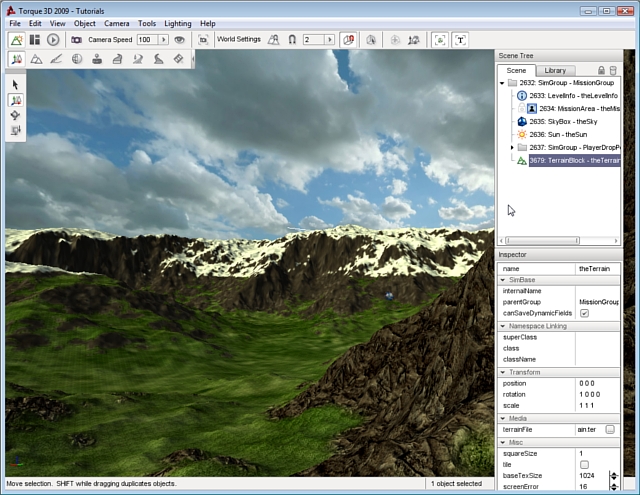 Torque 3D 2009 - Tutorials
File Edit View Object Camera Tools Lighting Help
Camera Speed 100
World Settings 2
T
Scene Tree
Scene Library
2632: SimGroup - MissionGroup
2633: LevelInfo - theLevelInfo
2634: MissionArea - theMis
2635: SkyBox - theSky
2636: Sun - theSun
2637: SimGroup - PlayerDropP
3679: TerrainBlock - theTerrain
Inspector
name theTerrain
SimBase
internalName
parentGroup MissionGroup
canSaveDynamicFields
Namespace Linking
superClass
class
className
Transform
position 0 0 0
rotation 1 0 0 0
scale 1 1 1
Media
terrainFile ain.ter ...
Misc
squareSize 1
tile
baseTexSize 1024
screenError 16
Move selection. SHIFT while dragging duplicates objects.
1 object selected